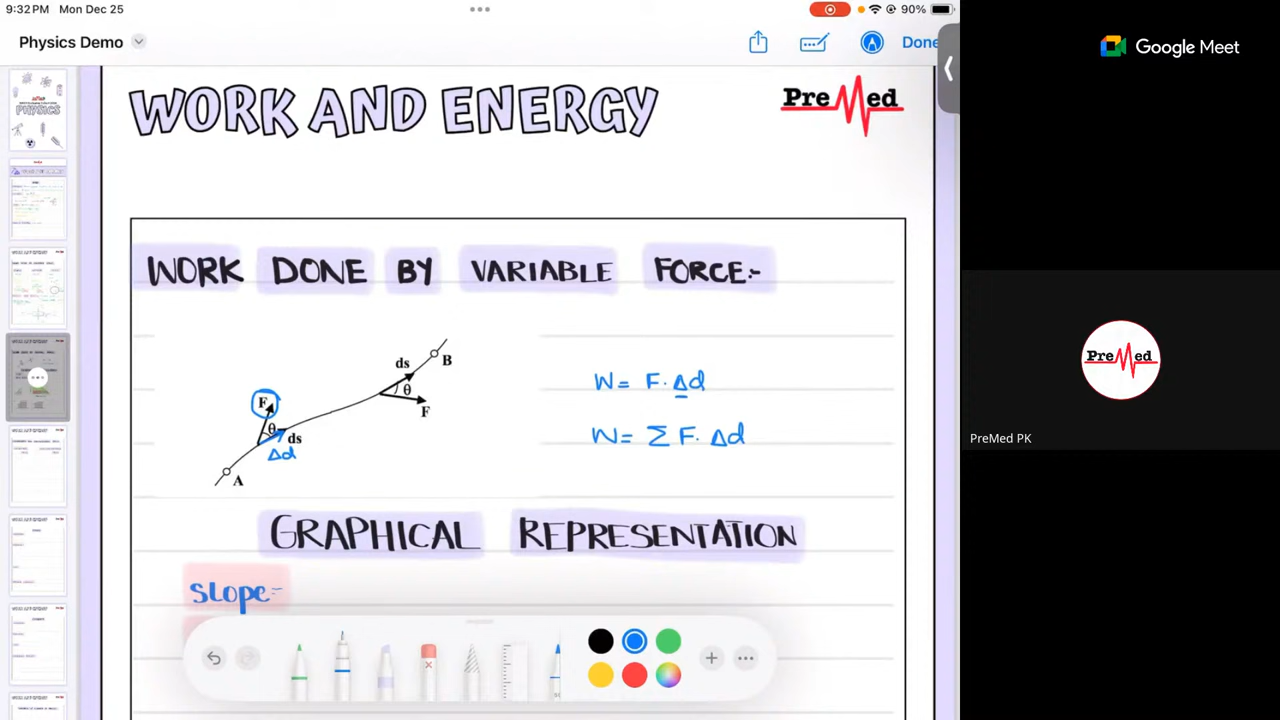 9:32 PM Mon Dec 25
90%
Physics Demo
Done
Google Meet
WORK AND ENERGY
PreMed
WORK DONE BY VARIABLE FORCE:-
ds
B
θ
F
F
θ
ds
Δd
A
W = F. Δd
W = Σ F. Δd
GRAPHICAL REPRESENTATION
Slope:-
PreMed
PreMed PK
PHYSICS